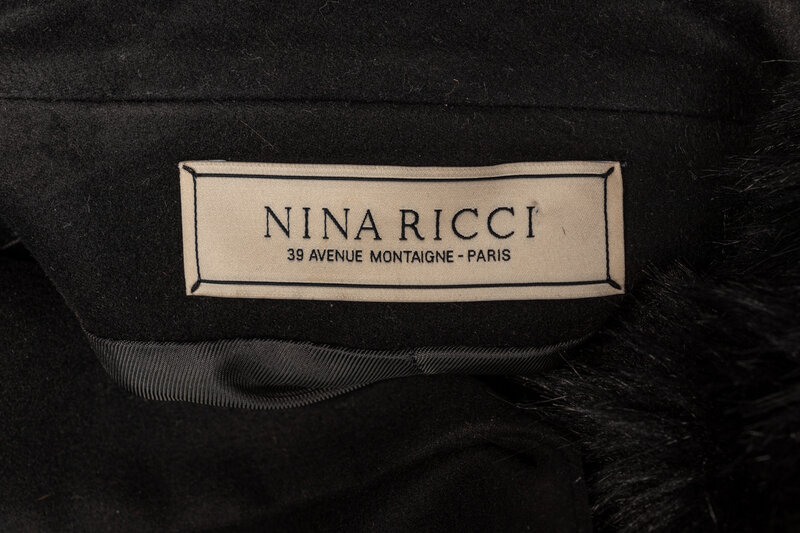 NINA RICCI
39 AVENUE MONTAIGNE - PARIS